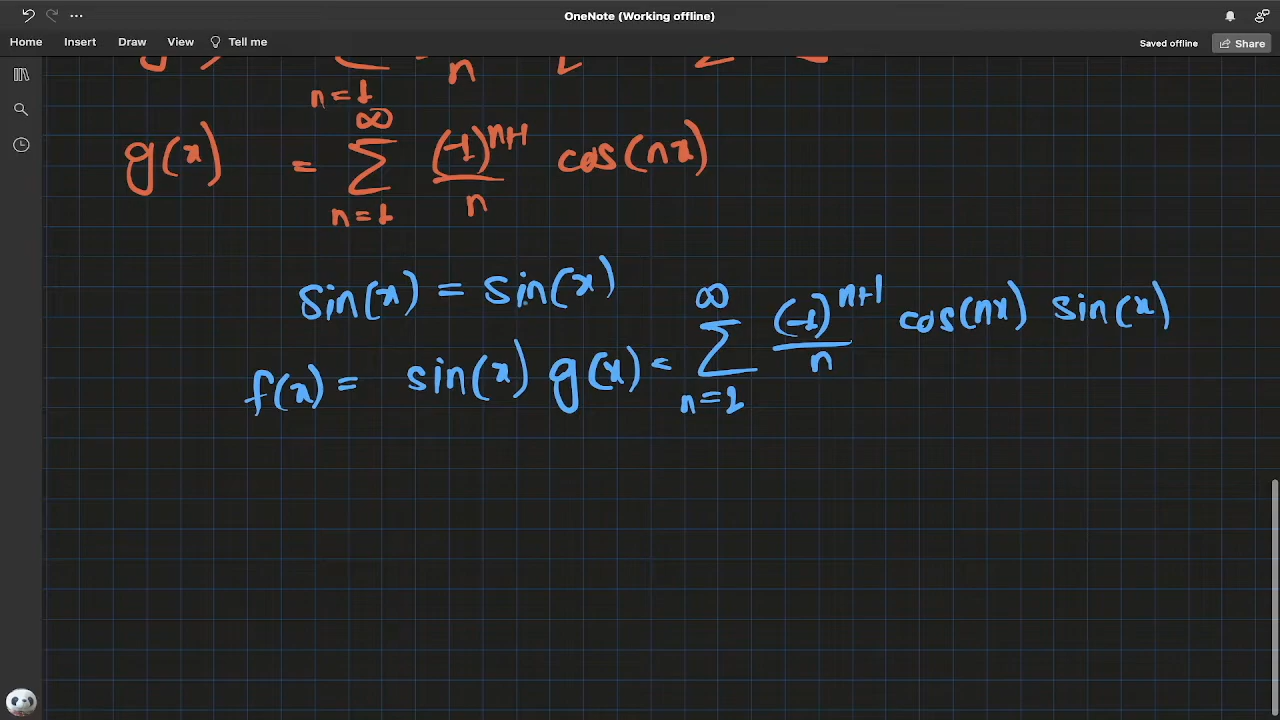 OneNote (Working offline)
Home Insert Draw View Tell me
Saved offline Share
n
n=1
g(x) = ∑_{n=1}^{∞} (-1)^{n+1}/n cos(nx)
sin(x) = sin(x)
f(x) = sin(x) g(x) = ∑_{n=1}^{∞} (-1)^{n+1}/n cos(nx) sin(x)